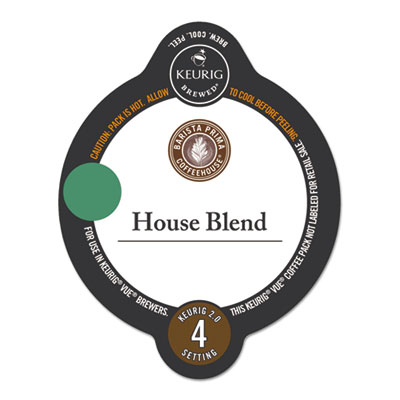 BREW. COOL. PEEL.
KEURIG
BREWED®
CAUTION: PACK IS HOT. ALLOW TO COOL BEFORE PEELING.
BARISTA PRIMA
COFFEEHOUSE®
House Blend
FOR USE IN KEURIG® VUE® BREWERS.
THIS KEURIG® VUE® COFFEE PACK NOT LABELED FOR RETAIL SALE.
KEURIG 2.0
4
SETTING